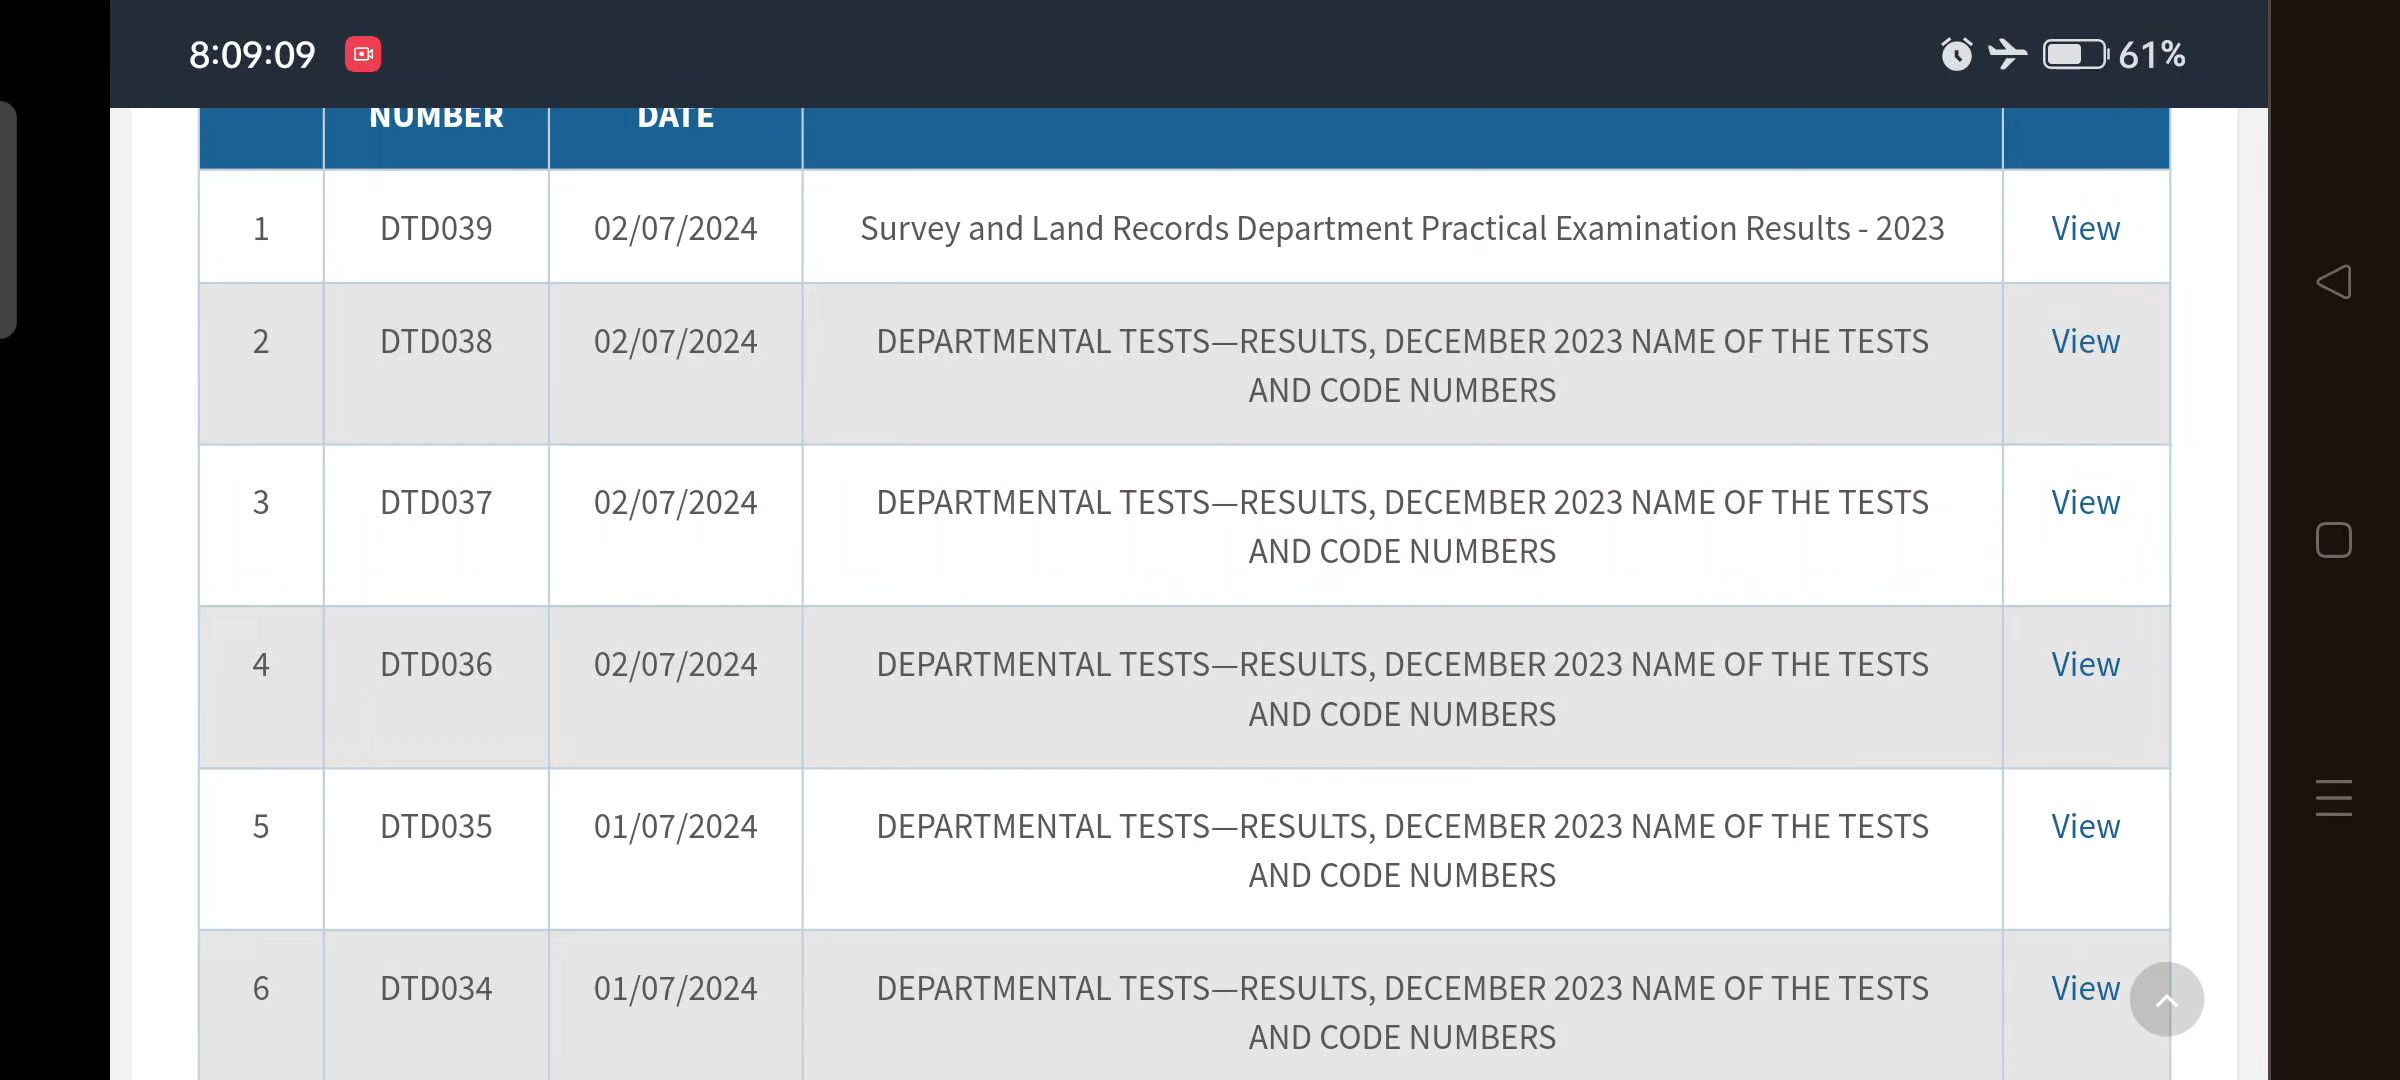 8:09:09 61%
NUMBER DATE
1 DTD039 02/07/2024 Survey and Land Records Department Practical Examination Results - 2023 View
2 DTD038 02/07/2024 DEPARTMENTAL TESTS—RESULTS, DECEMBER 2023 NAME OF THE TESTS View
AND CODE NUMBERS
3 DTD037 02/07/2024 DEPARTMENTAL TESTS—RESULTS, DECEMBER 2023 NAME OF THE TESTS View
AND CODE NUMBERS
4 DTD036 02/07/2024 DEPARTMENTAL TESTS—RESULTS, DECEMBER 2023 NAME OF THE TESTS View
AND CODE NUMBERS
5 DTD035 01/07/2024 DEPARTMENTAL TESTS—RESULTS, DECEMBER 2023 NAME OF THE TESTS View
AND CODE NUMBERS
6 DTD034 01/07/2024 DEPARTMENTAL TESTS—RESULTS, DECEMBER 2023 NAME OF THE TESTS View
AND CODE NUMBERS